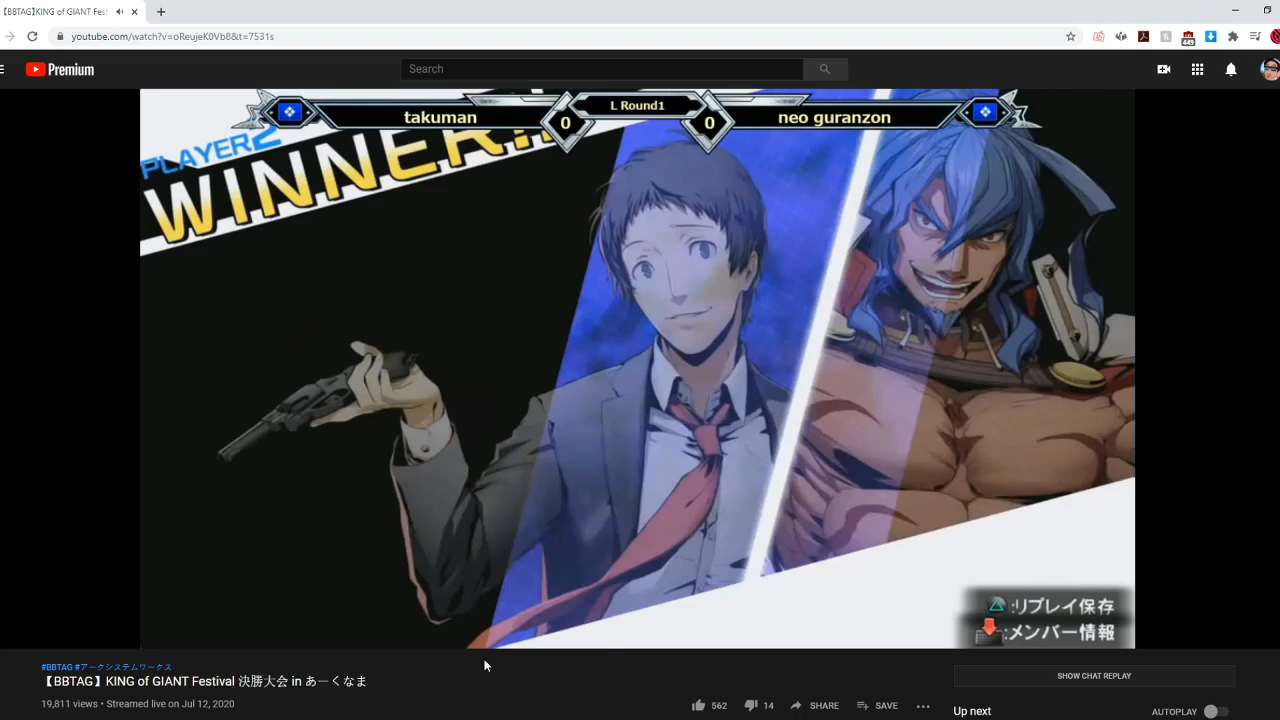 【BBTAG】KING of GIANT Fest
youtube.com/watch?v=oReujeK0Vb8&t=7531s
449
Premium
Search
takuman
0
L Round1
0
neo guranzon
PLAYER2
WINNER!!
:リプレイ保存
:メンバー情報
#BBTAG #アークシステムワークス
【BBTAG】KING of GIANT Festival 決勝大会 in あーくなま
19,811 views • Streamed live on Jul 12, 2020
562
14
SHARE
SAVE
SHOW CHAT REPLAY
Up next
AUTOPLAY